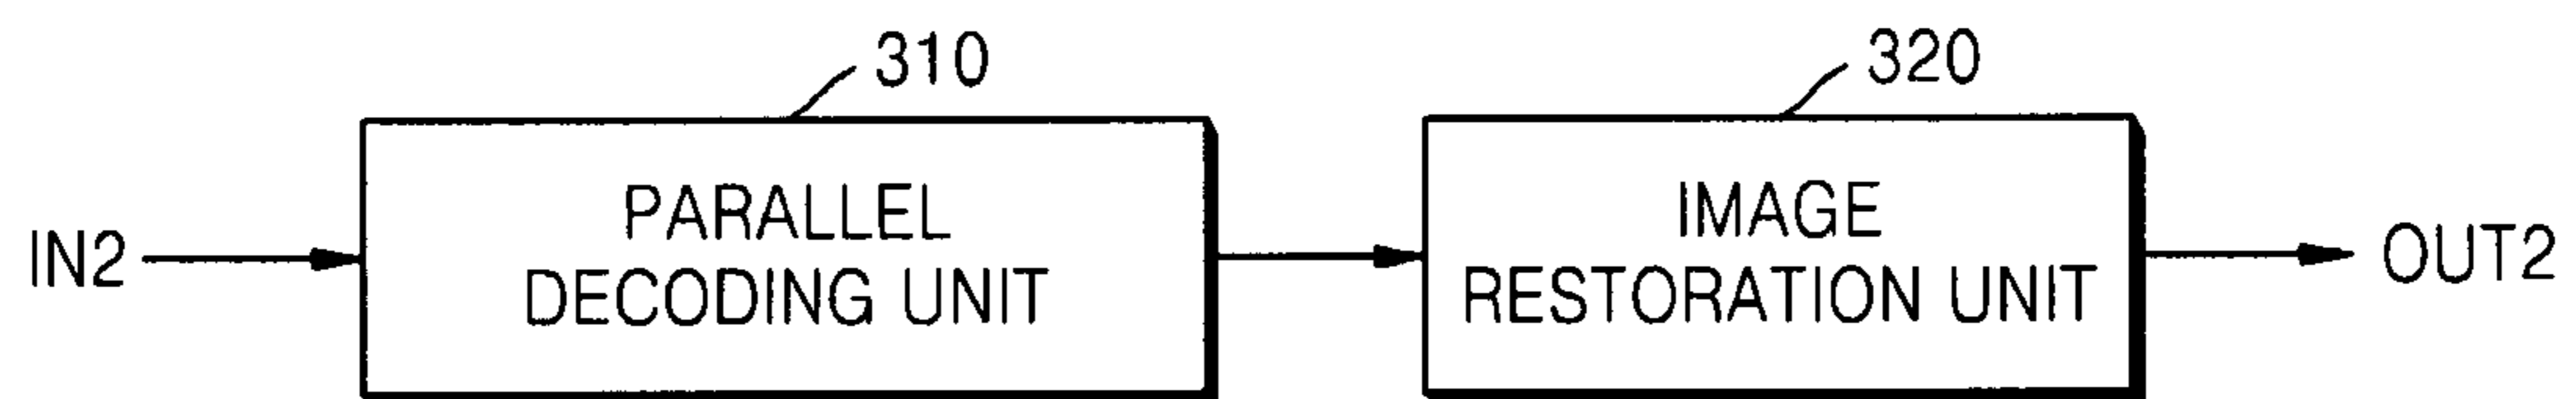 310
320
IN2
PARALLEL
DECODING UNIT
IMAGE
RESTORATION UNIT
OUT2